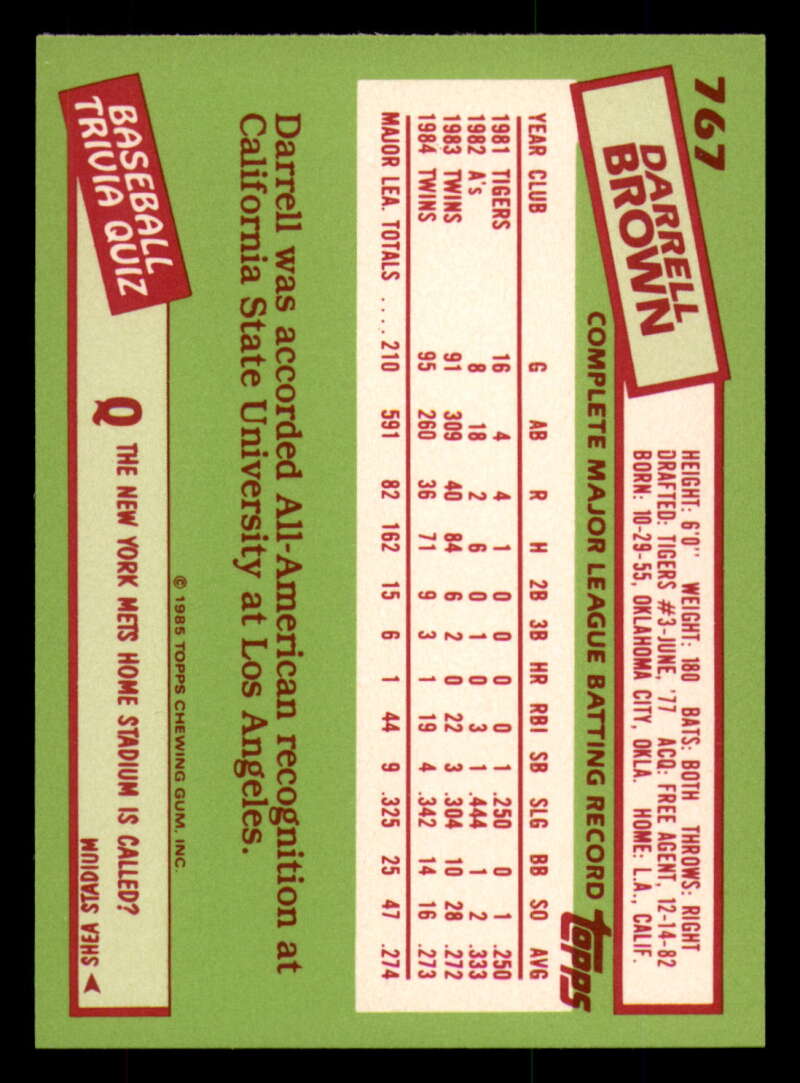 767
DARRELL
BROWN
HEIGHT: 6'0" WEIGHT: 180 BATS: BOTH THROWS: RIGHT
DRAFTED: TIGERS #3-JUNE, '77 ACQ: FREE AGENT, 12-14-82
BORN: 10-29-55, OKLAHOMA CITY, OKLA. HOME: L.A., CALIF.
COMPLETE MAJOR LEAGUE BATTING RECORD
topps
YEAR CLUB G AB R H 2B 3B HR RBI SB SLG BB SO AVG
1981 TIGERS 16 4 4 1 0 0 0 0 1 .250 0 1 .250
1982 A's 8 18 2 6 0 1 0 3 1 .444 1 2 .333
1983 TWINS 91 309 40 84 6 2 0 22 3 .304 10 28 .272
1984 TWINS 95 260 36 71 9 3 1 19 4 .342 14 16 .273
MAJOR LEA. TOTALS .... 210 591 82 162 15 6 1 44 9 .325 25 47 .274
Darrell was accorded All-American recognition at
California State University at Los Angeles.
© 1985 TOPPS CHEWING GUM, INC.
BASEBALL
TRIVIA QUIZ
Q THE NEW YORK METS HOME STADIUM IS CALLED?
SHEA STADIUM